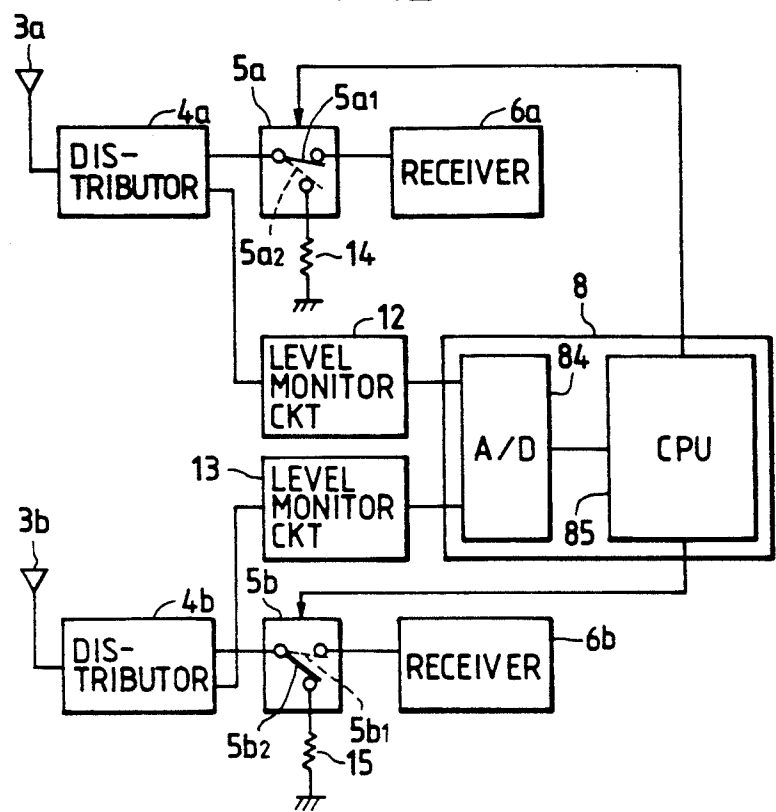 3a
4a
5a
5a1
6a
DIS-
TRIBUTOR
RECEIVER
5a2
14
12
8
LEVEL
MONITOR
CKT
84
A/D
CPU
13
LEVEL
MONITOR
CKT
85
3b
4b
5b
6b
DIS-
TRIBUTOR
RECEIVER
5b2
5b1
15